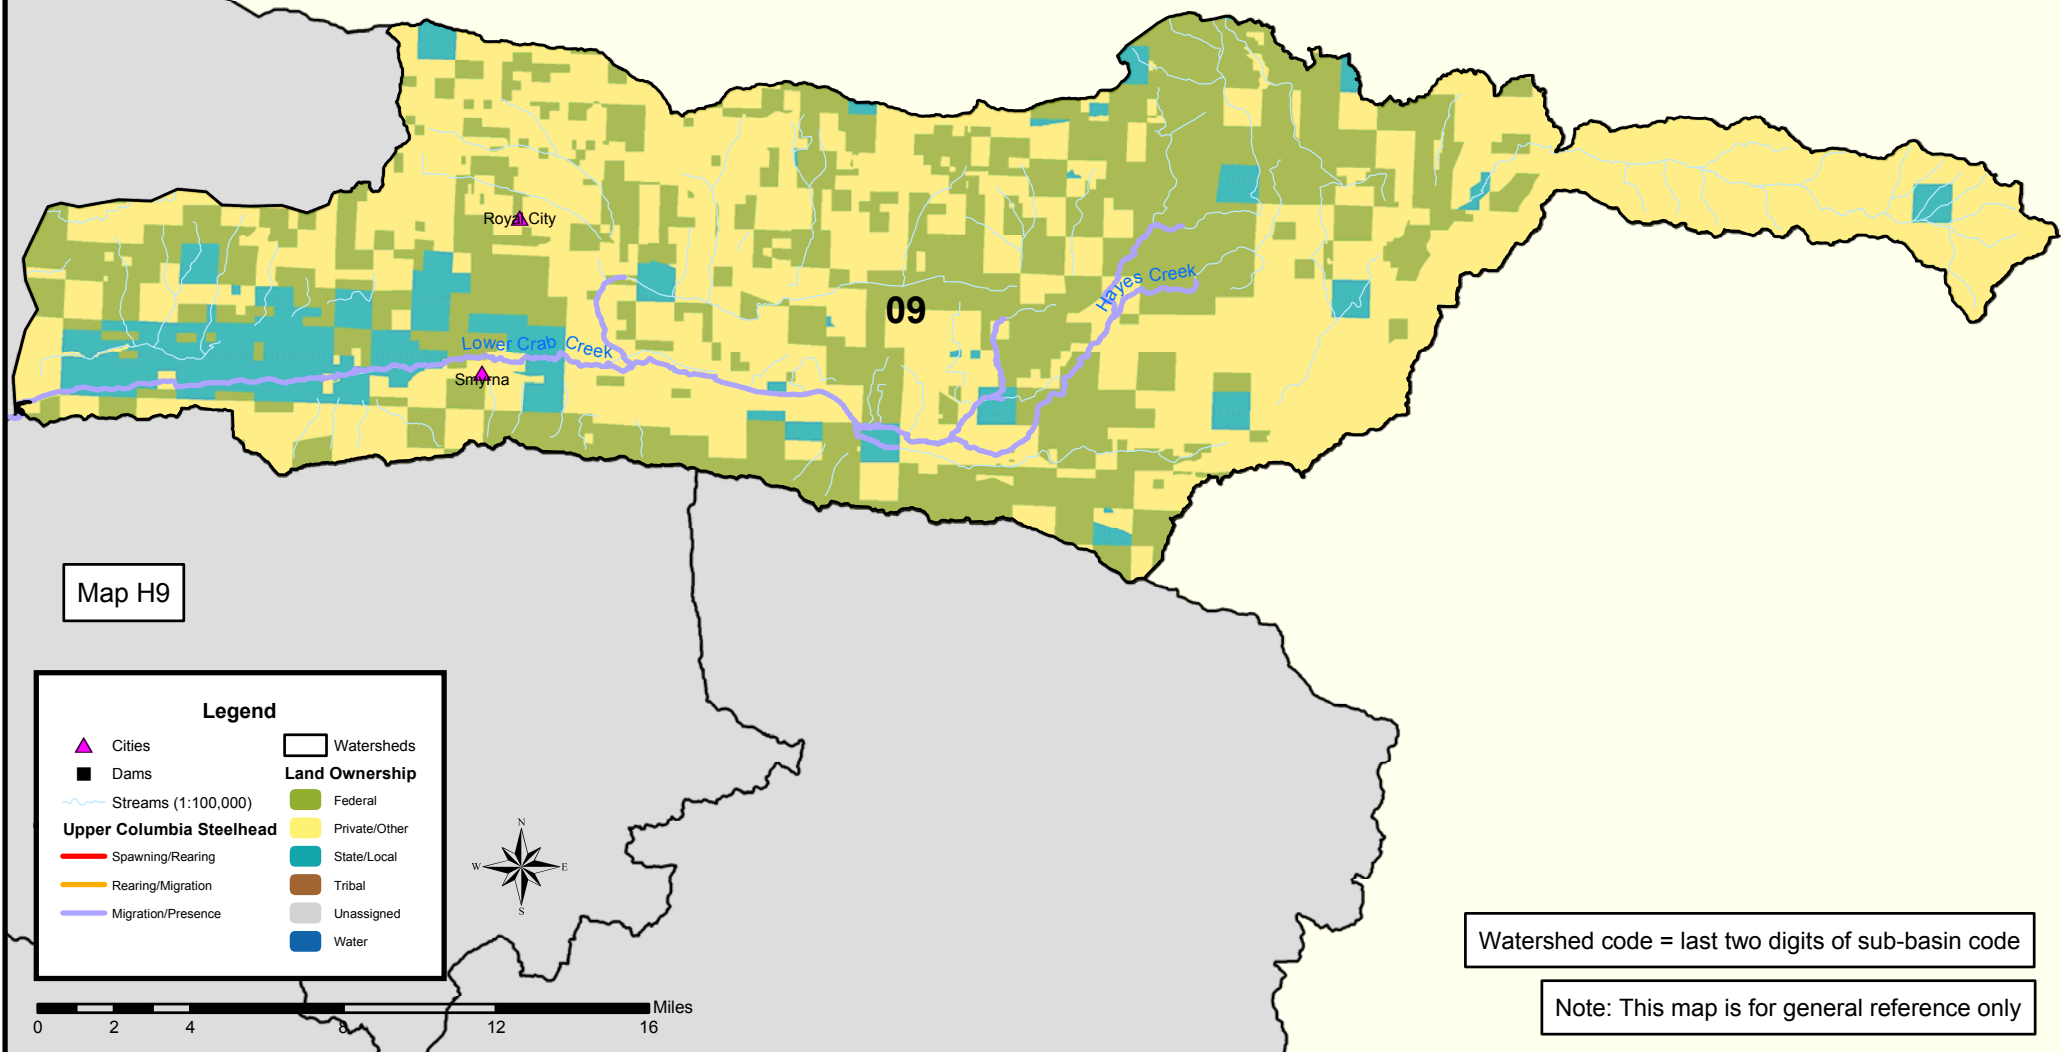 Royal City
09
Hayes Creek
Lower Crab Creek
Smyrna
Map H9
Legend
Cities
Dams
Streams (1:100,000)
Upper Columbia Steelhead
Spawning/Rearing
Rearing/Migration
Migration/Presence
Watersheds
Land Ownership
Federal
Private/Other
State/Local
Tribal
Unassigned
Water
N
W E
S
Miles
0 2 4 8 12 16
Watershed code = last two digits of sub-basin code
Note: This map is for general reference only